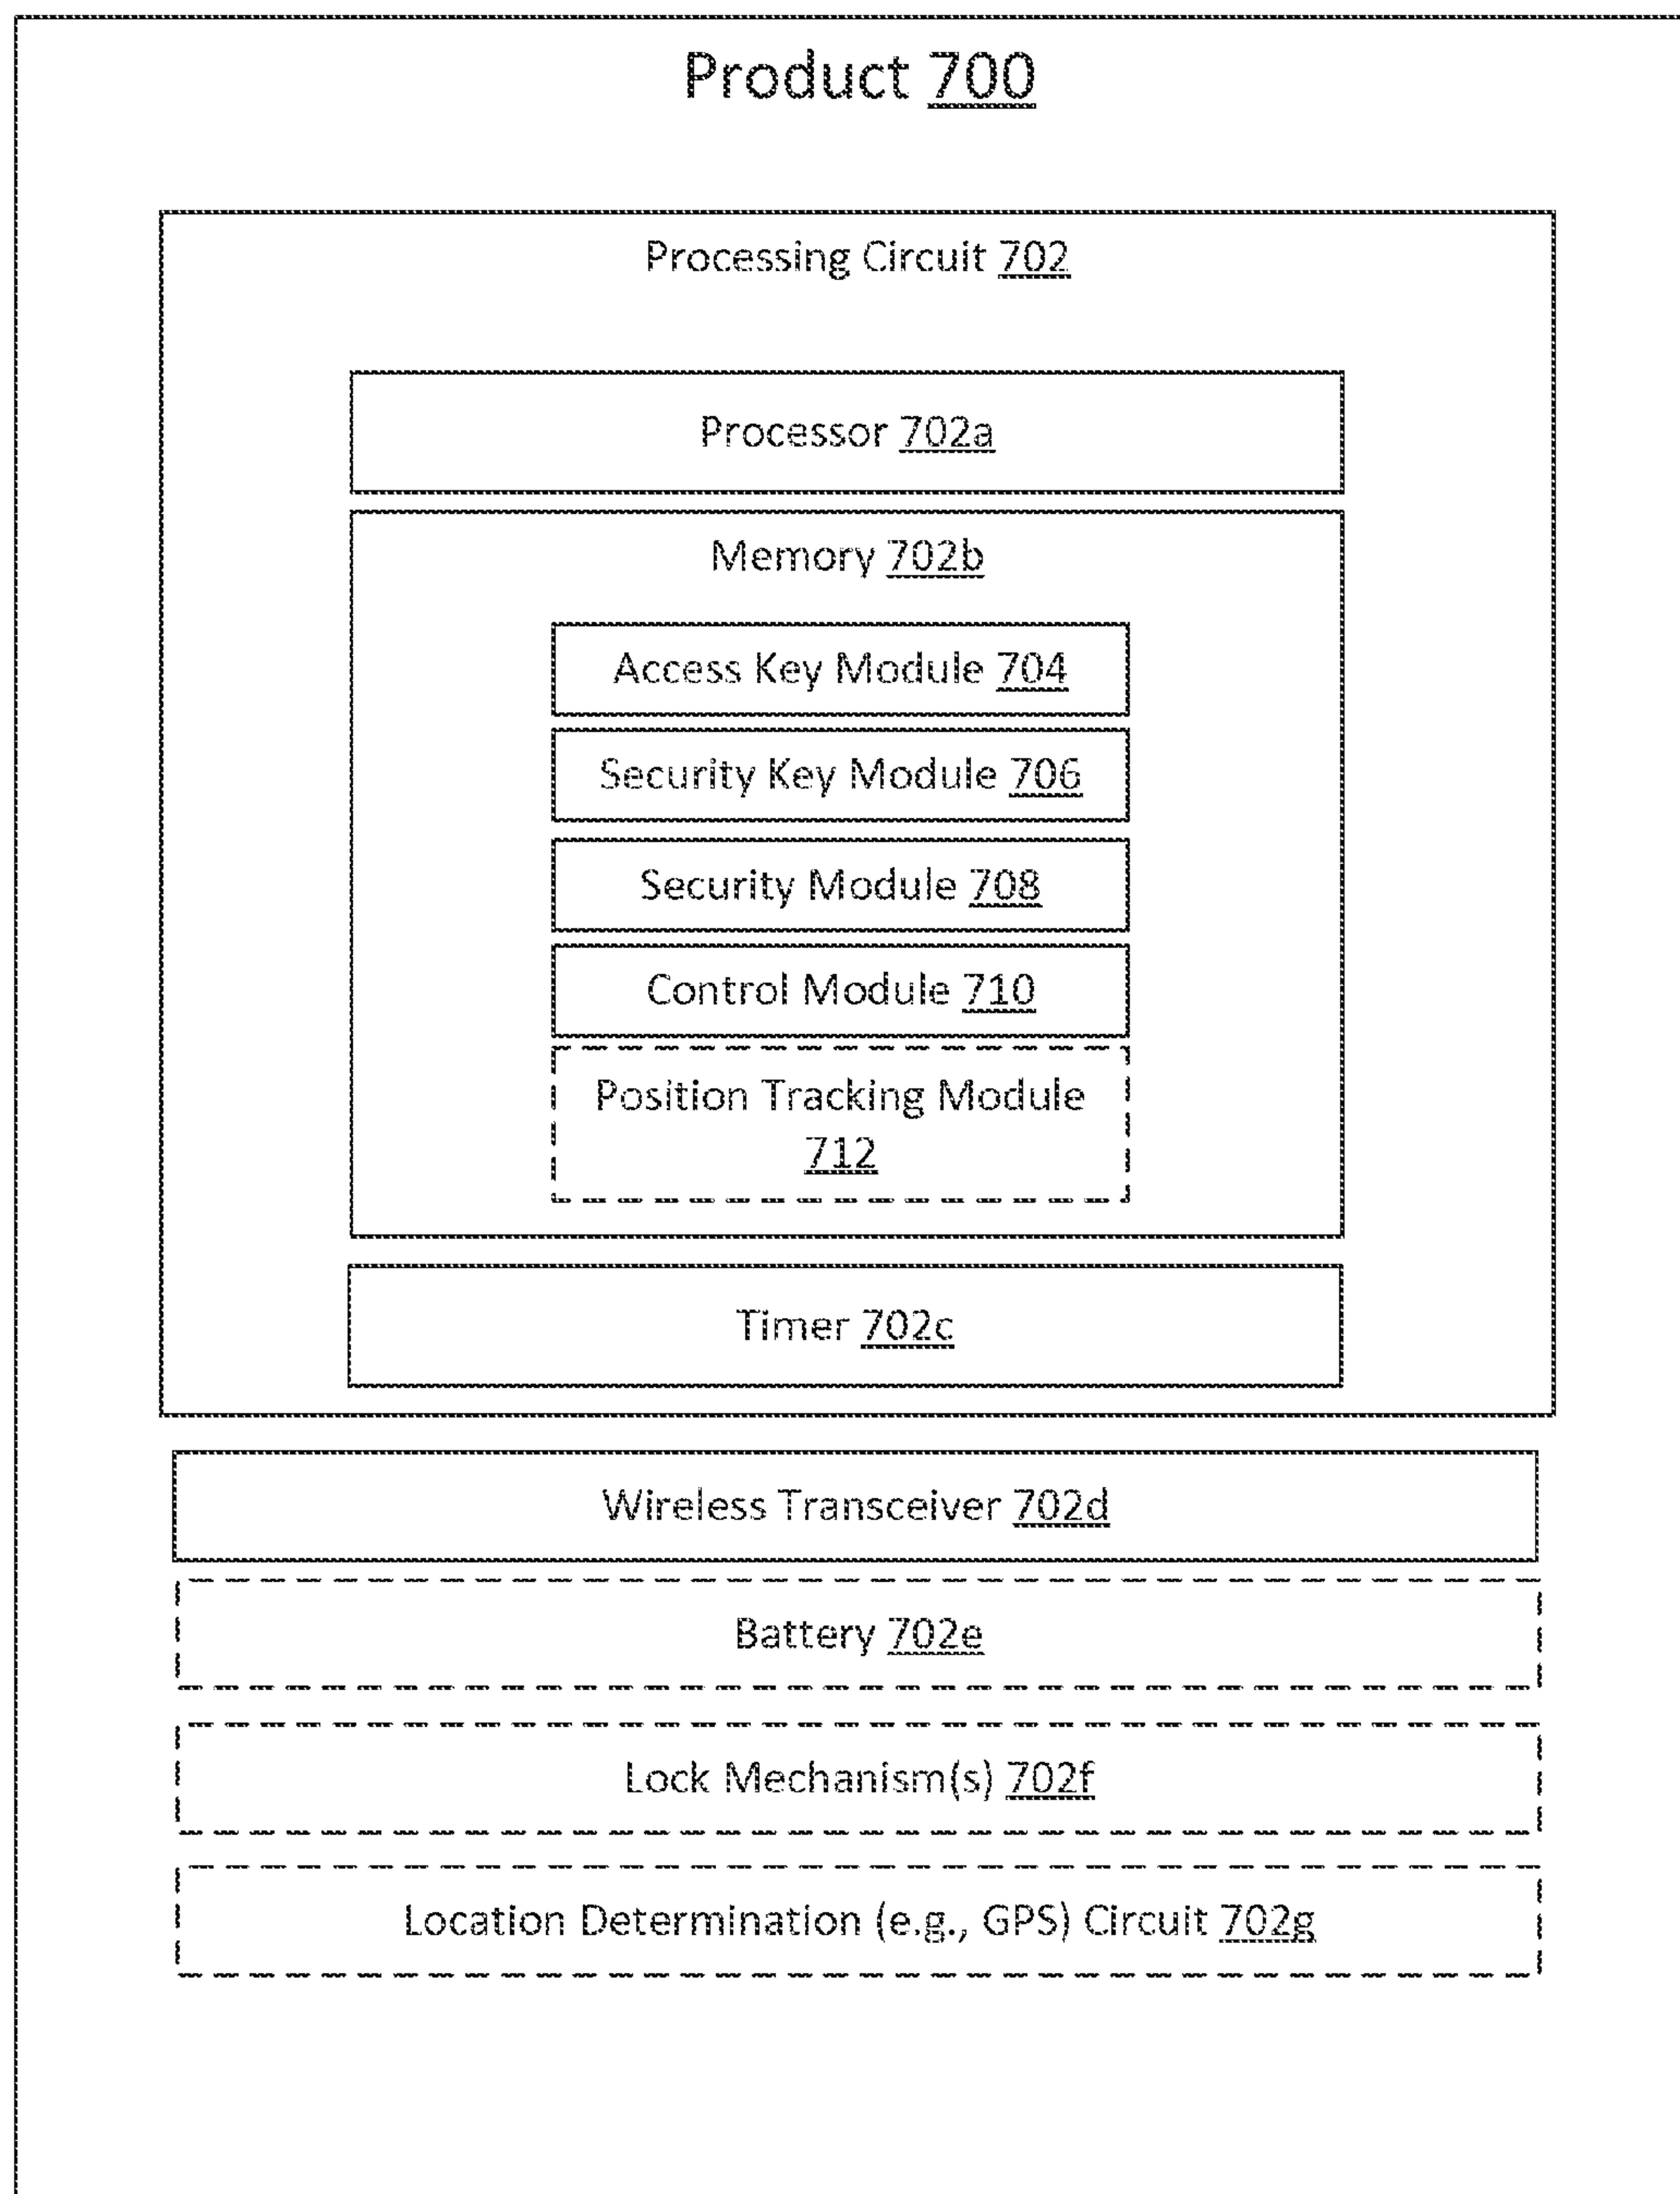 Product 700
Processing Circuit 702
Processor 702a
Memory 702b
Access Key Module 704
Security Key Module 706
Security Module 708
Control Module 710
Position Tracking Module
712
Timer 702c
Wireless Transceiver 702d
Battery 702e
Lock Mechanism(s) 702f
Location Determination (e.g., GPS) Circuit 702g